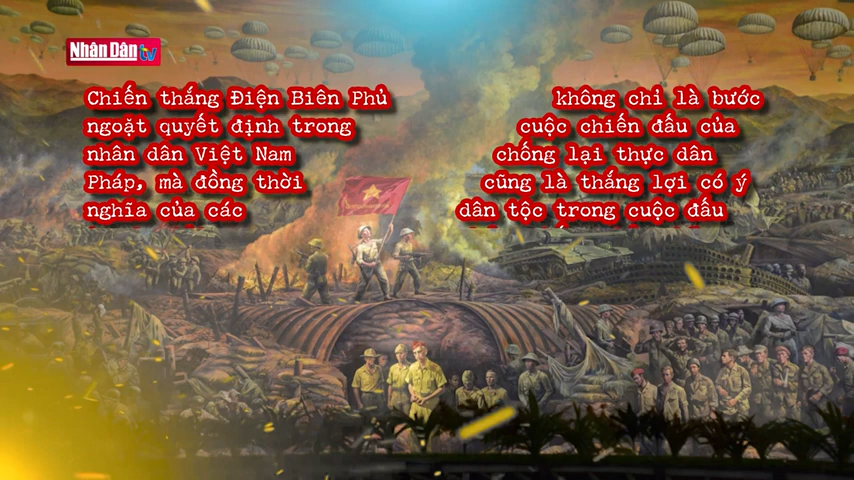 Nhân Dân tv
Chiến thắng Điện Biên Phủ không chỉ là bước
ngoặt quyết định trong cuộc chiến đấu của
nhân dân Việt Nam chống lại thực dân
Pháp, mà đồng thời cũng là thắng lợi có ý
nghĩa của các dân tộc trong cuộc đấu